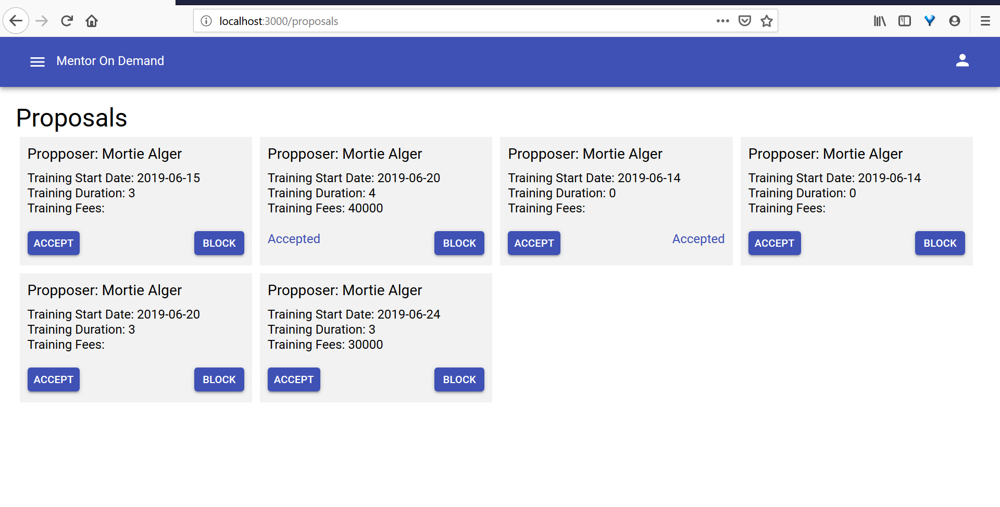 localhost:3000/proposals
Mentor On Demand
Proposals
Propposer: Mortie Alger
Training Start Date: 2019-06-15
Training Duration: 3
Training Fees:
ACCEPT BLOCK
Propposer: Mortie Alger
Training Start Date: 2019-06-20
Training Duration: 4
Training Fees: 40000
Accepted BLOCK
Propposer: Mortie Alger
Training Start Date: 2019-06-14
Training Duration: 0
Training Fees:
ACCEPT Accepted
Propposer: Mortie Alger
Training Start Date: 2019-06-14
Training Duration: 0
Training Fees:
ACCEPT BLOCK
Propposer: Mortie Alger
Training Start Date: 2019-06-20
Training Duration: 3
Training Fees:
ACCEPT BLOCK
Propposer: Mortie Alger
Training Start Date: 2019-06-24
Training Duration: 3
Training Fees: 30000
ACCEPT BLOCK